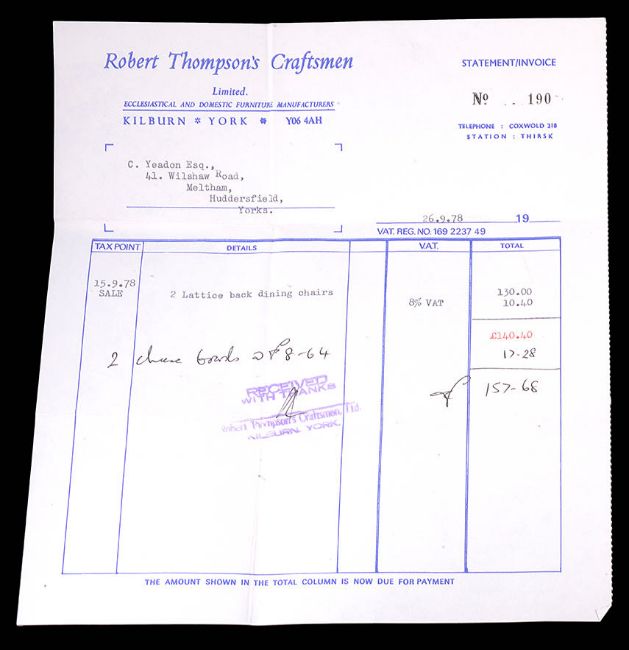 Robert Thompson's Craftsmen
Limited.
ECCLESIASTICAL AND DOMESTIC FURNITURE MANUFACTURERS
KILBURN * YORK * YO6 4AH
STATEMENT/INVOICE
No .. 190
TELEPHONE : COXWOLD 218
STATION : THIRSK
C. Yeadon Esq.,
41. Wilshaw Road,
Meltham,
Huddersfield,
Yorks.
26.9.78 19
VAT. REG. NO. 169 2237 49
TAX POINT DETAILS VAT. TOTAL
15.9.78
SALE
2 Lattice back dining chairs 130.00
8% VAT 10.40
£140.40
2 cheese boards @ £8-64 17-28
£ 157-68
RECEIVED
WITH THANKS
Robert Thompson's Craftsmen, Ltd.
KILBURN, YORK.
THE AMOUNT SHOWN IN THE TOTAL COLUMN IS NOW DUE FOR PAYMENT